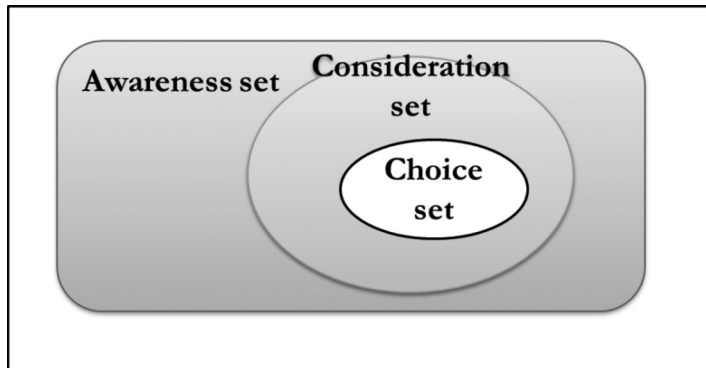 Awareness set
Consideration
set
Choice
set